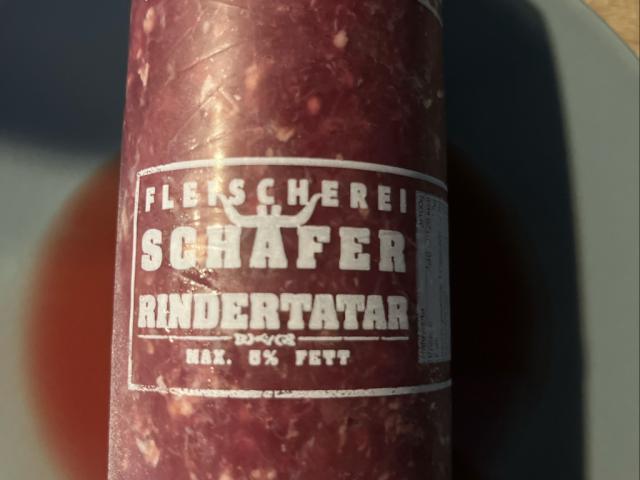 FLEISCHEREI
SCHÄFER
RINDERTATAR
MAX. 5% FETT